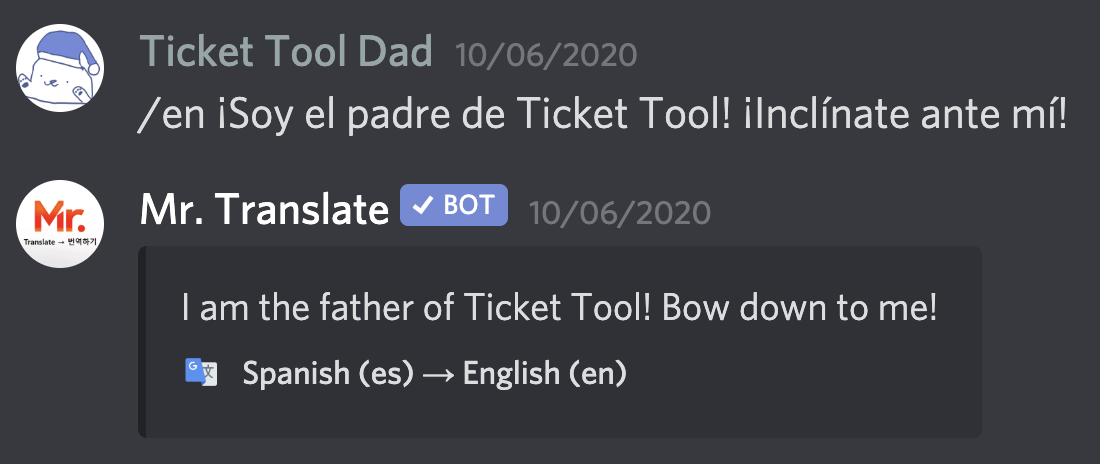 Ticket Tool Dad 10/06/2020
/en ¡Soy el padre de Ticket Tool! ¡Inclínate ante mí!
Mr. Translate ✓ BOT 10/06/2020
Mr.
Translate → 번역하기
I am the father of Ticket Tool! Bow down to me!
G 文 Spanish (es) → English (en)